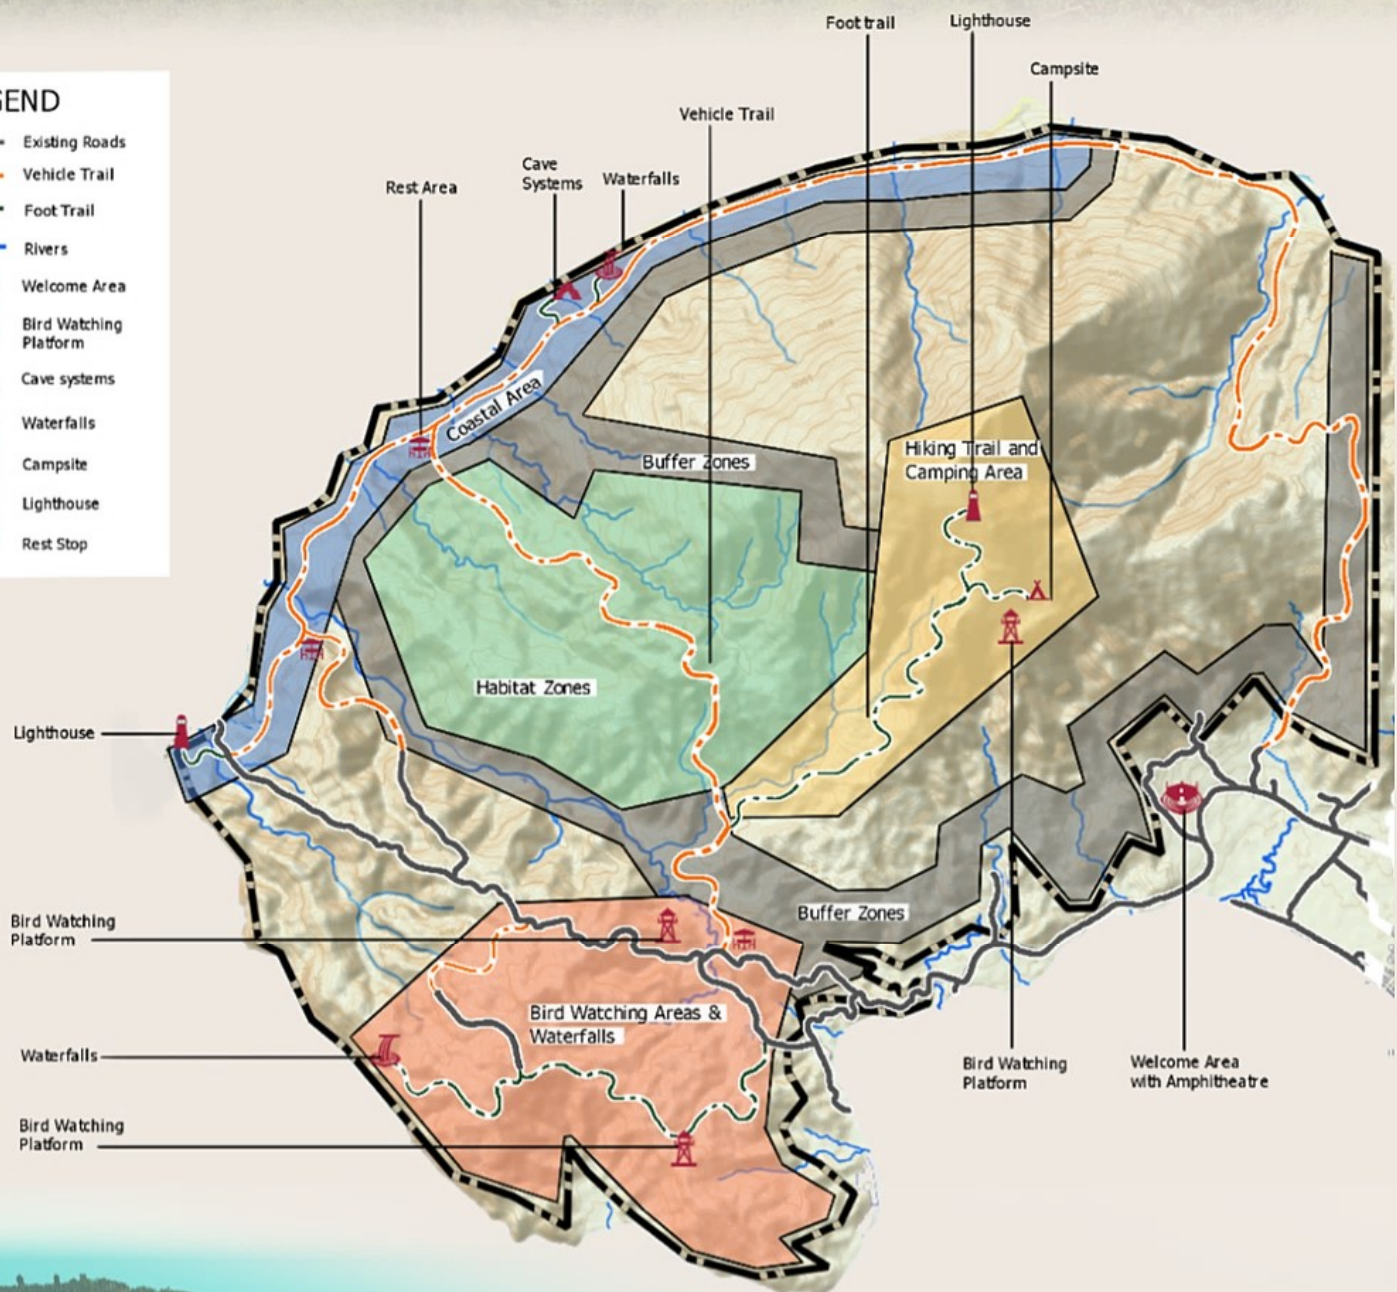 Foot trail
Lighthouse
Campsite
Vehicle Trail
Cave
Systems
Waterfalls
Rest Area
GEND
Existing Roads
Vehicle Trail
Foot Trail
Rivers
Welcome Area
Bird Watching
Platform
Cave systems
Waterfalls
Campsite
Lighthouse
Rest Stop
Coastal Area
Buffer Zones
Hiking Trail and
Camping Area
Habitat Zones
Lighthouse
Bird Watching
Platform
Buffer Zones
Bird Watching Areas &
Waterfalls
Waterfalls
Bird Watching
Platform
Bird Watching
Platform
Welcome Area
with Amphitheatre